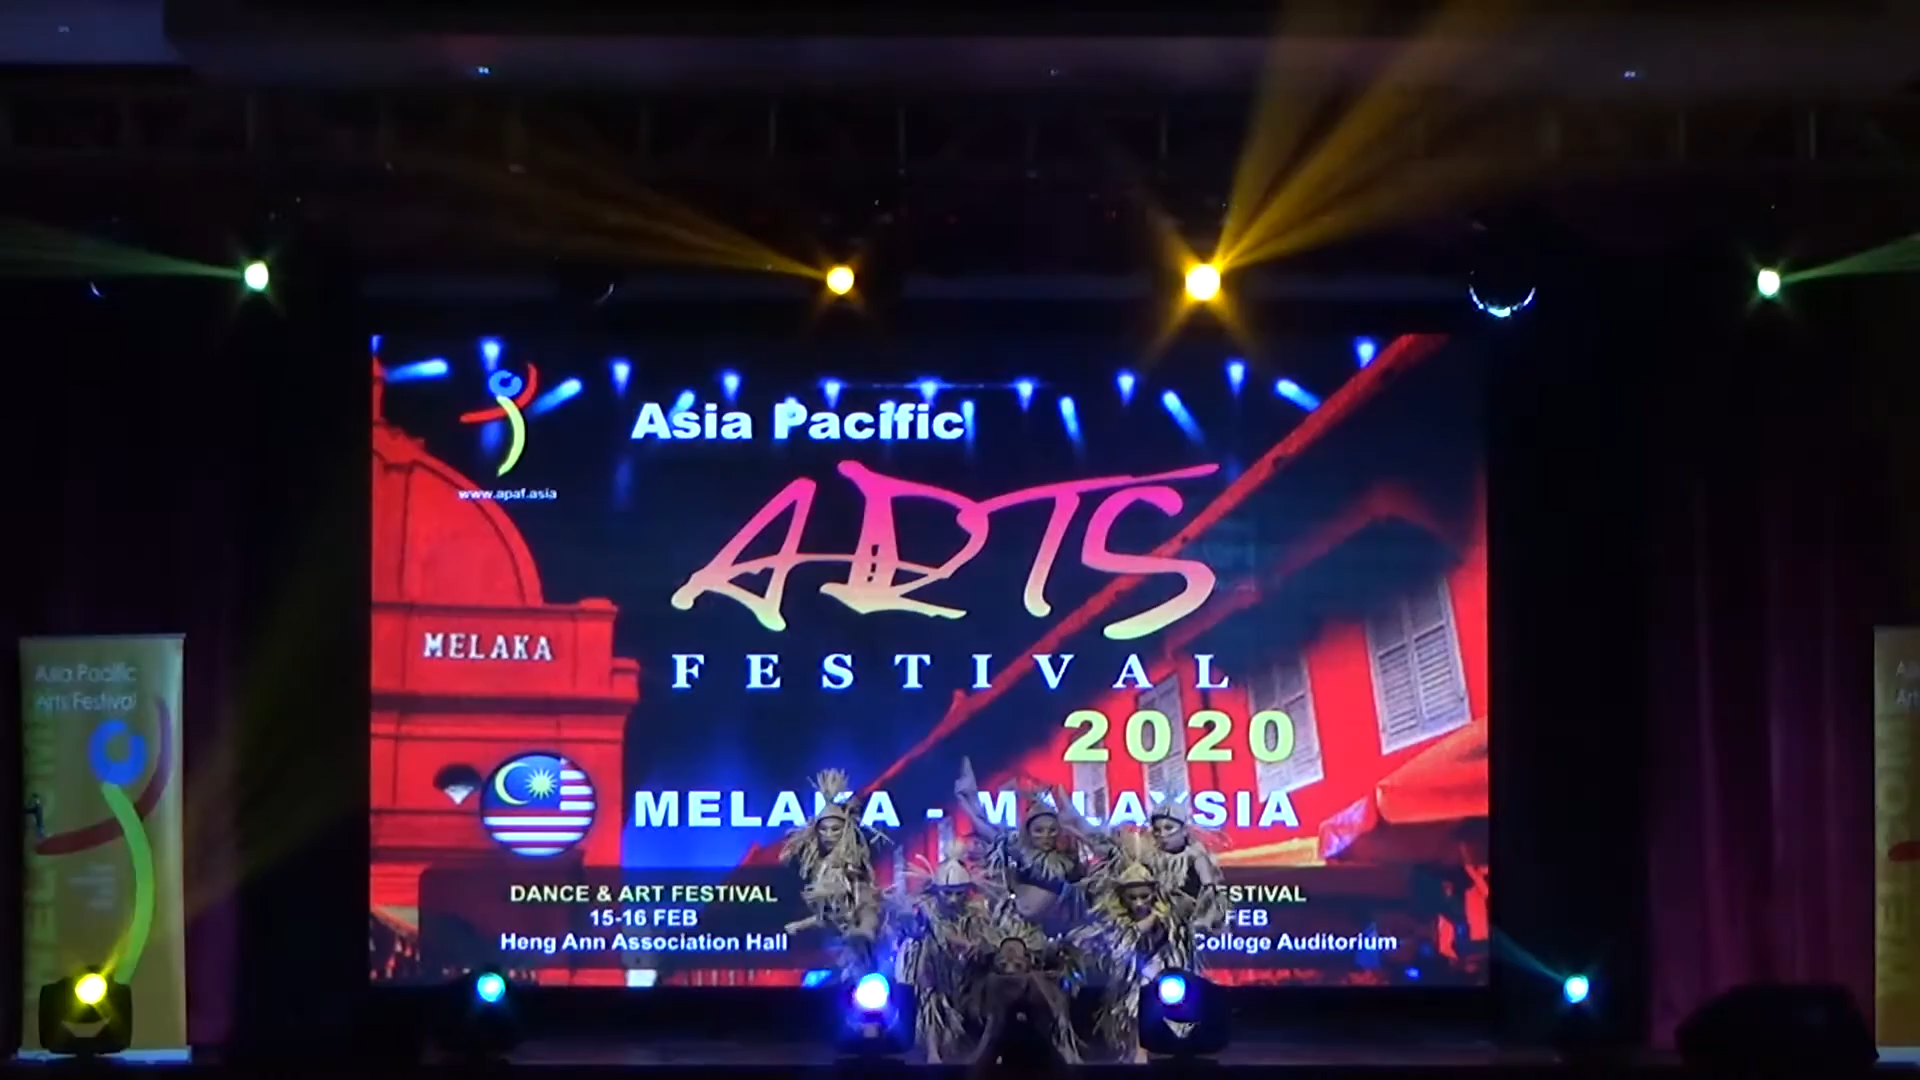 Asia Pacific
www.apaf.asia
ARTS
FESTIVAL
MELAKA
2020
MELAKA - MALAYSIA
DANCE & ART FESTIVAL
15-16 FEB
Heng Ann Association Hall
FEB
College Auditorium
Asia Pacific
Arts Festival